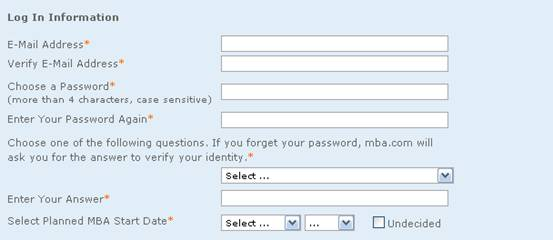 Log In Information
E-Mail Address*
Verify E-Mail Address*
Choose a Password*
(more than 4 characters, case sensitive)
Enter Your Password Again*
Choose one of the following questions. If you forget your password, mba.com will
ask you for the answer to verify your identity.*
Select ...
Enter Your Answer*
Select Planned MBA Start Date* Select ... ... Undecided